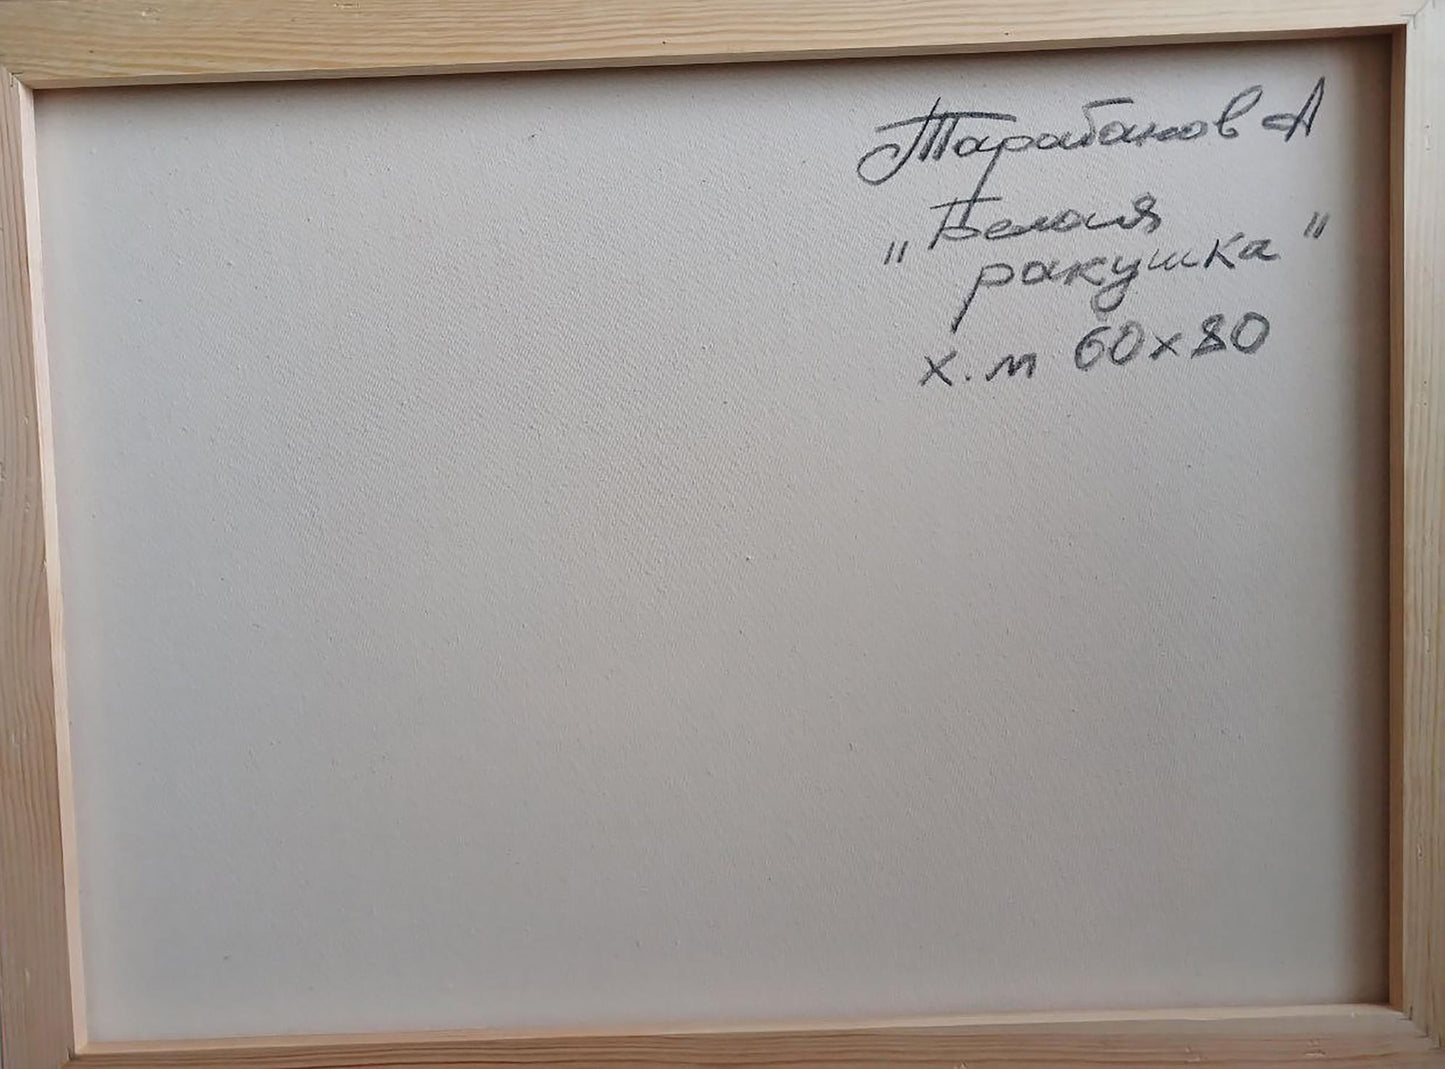 Тарабанов А
"Белая
ракушка"
х.м 60х80